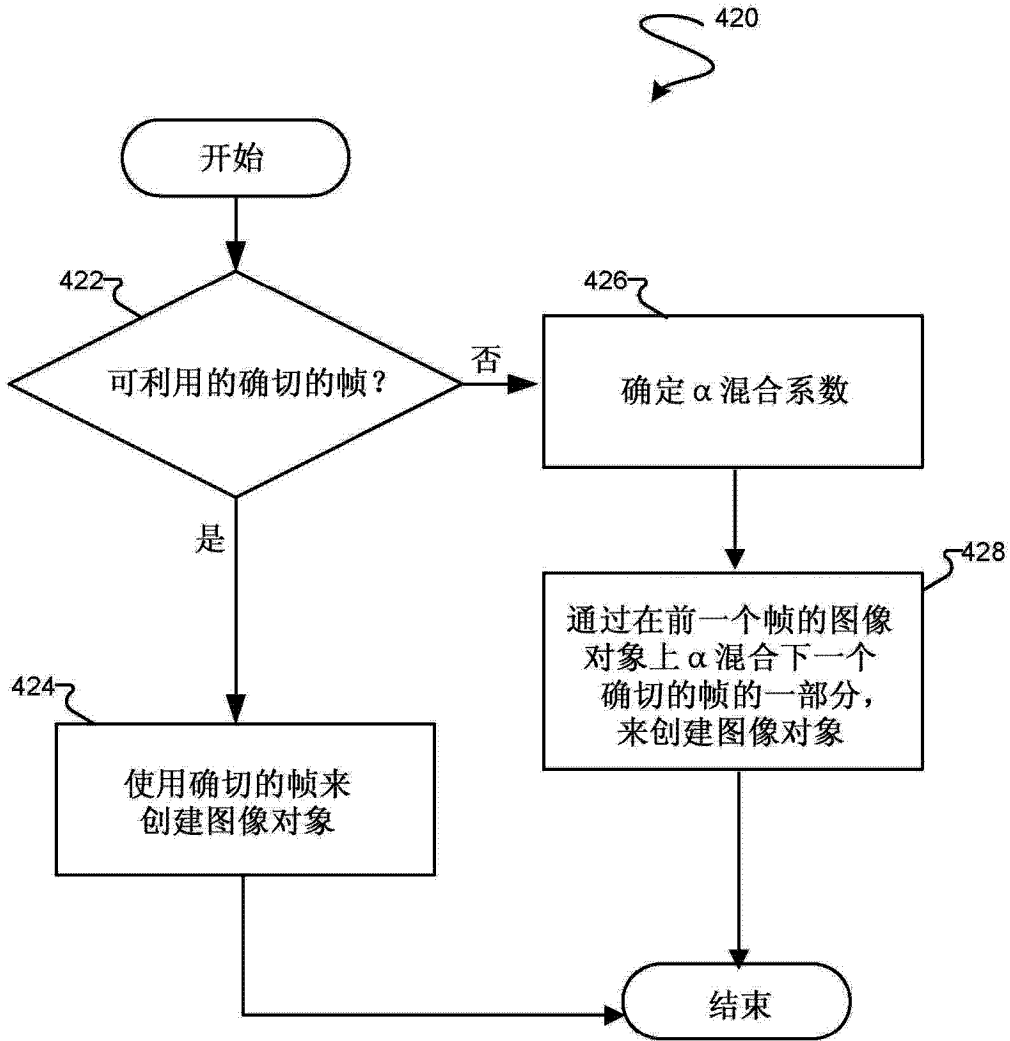 420
开始
422
可利用的确切的帧？
否
是
426
确定α混合系数
428
通过在前一个帧的图像
对象上α混合下一个
确切的帧的一部分，
来创建图像对象
424
使用确切的帧来
创建图像对象
结束